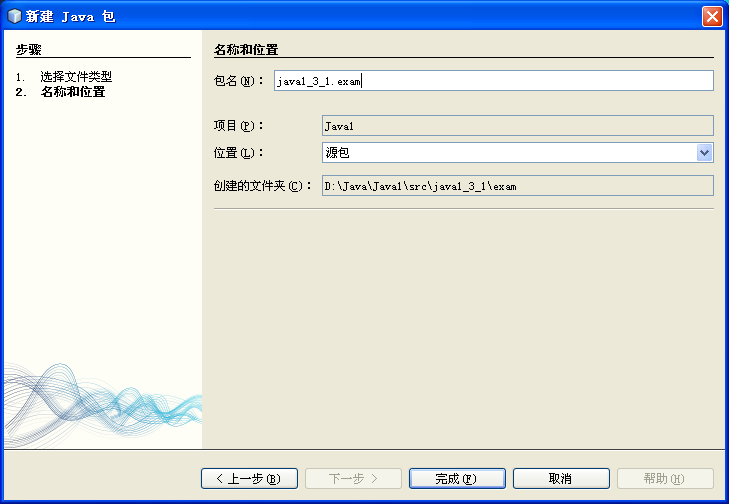 新建 Java 包
步骤
1. 选择文件类型
2. 名称和位置
名称和位置
包名(N)： java1_3_1.exam
项目(P)： Java1
位置(L)： 源包
创建的文件夹(C)： D:\Java\Java1\src\java1_3_1\exam
< 上一步(B) 下一步 > 完成(F) 取消 帮助(H)